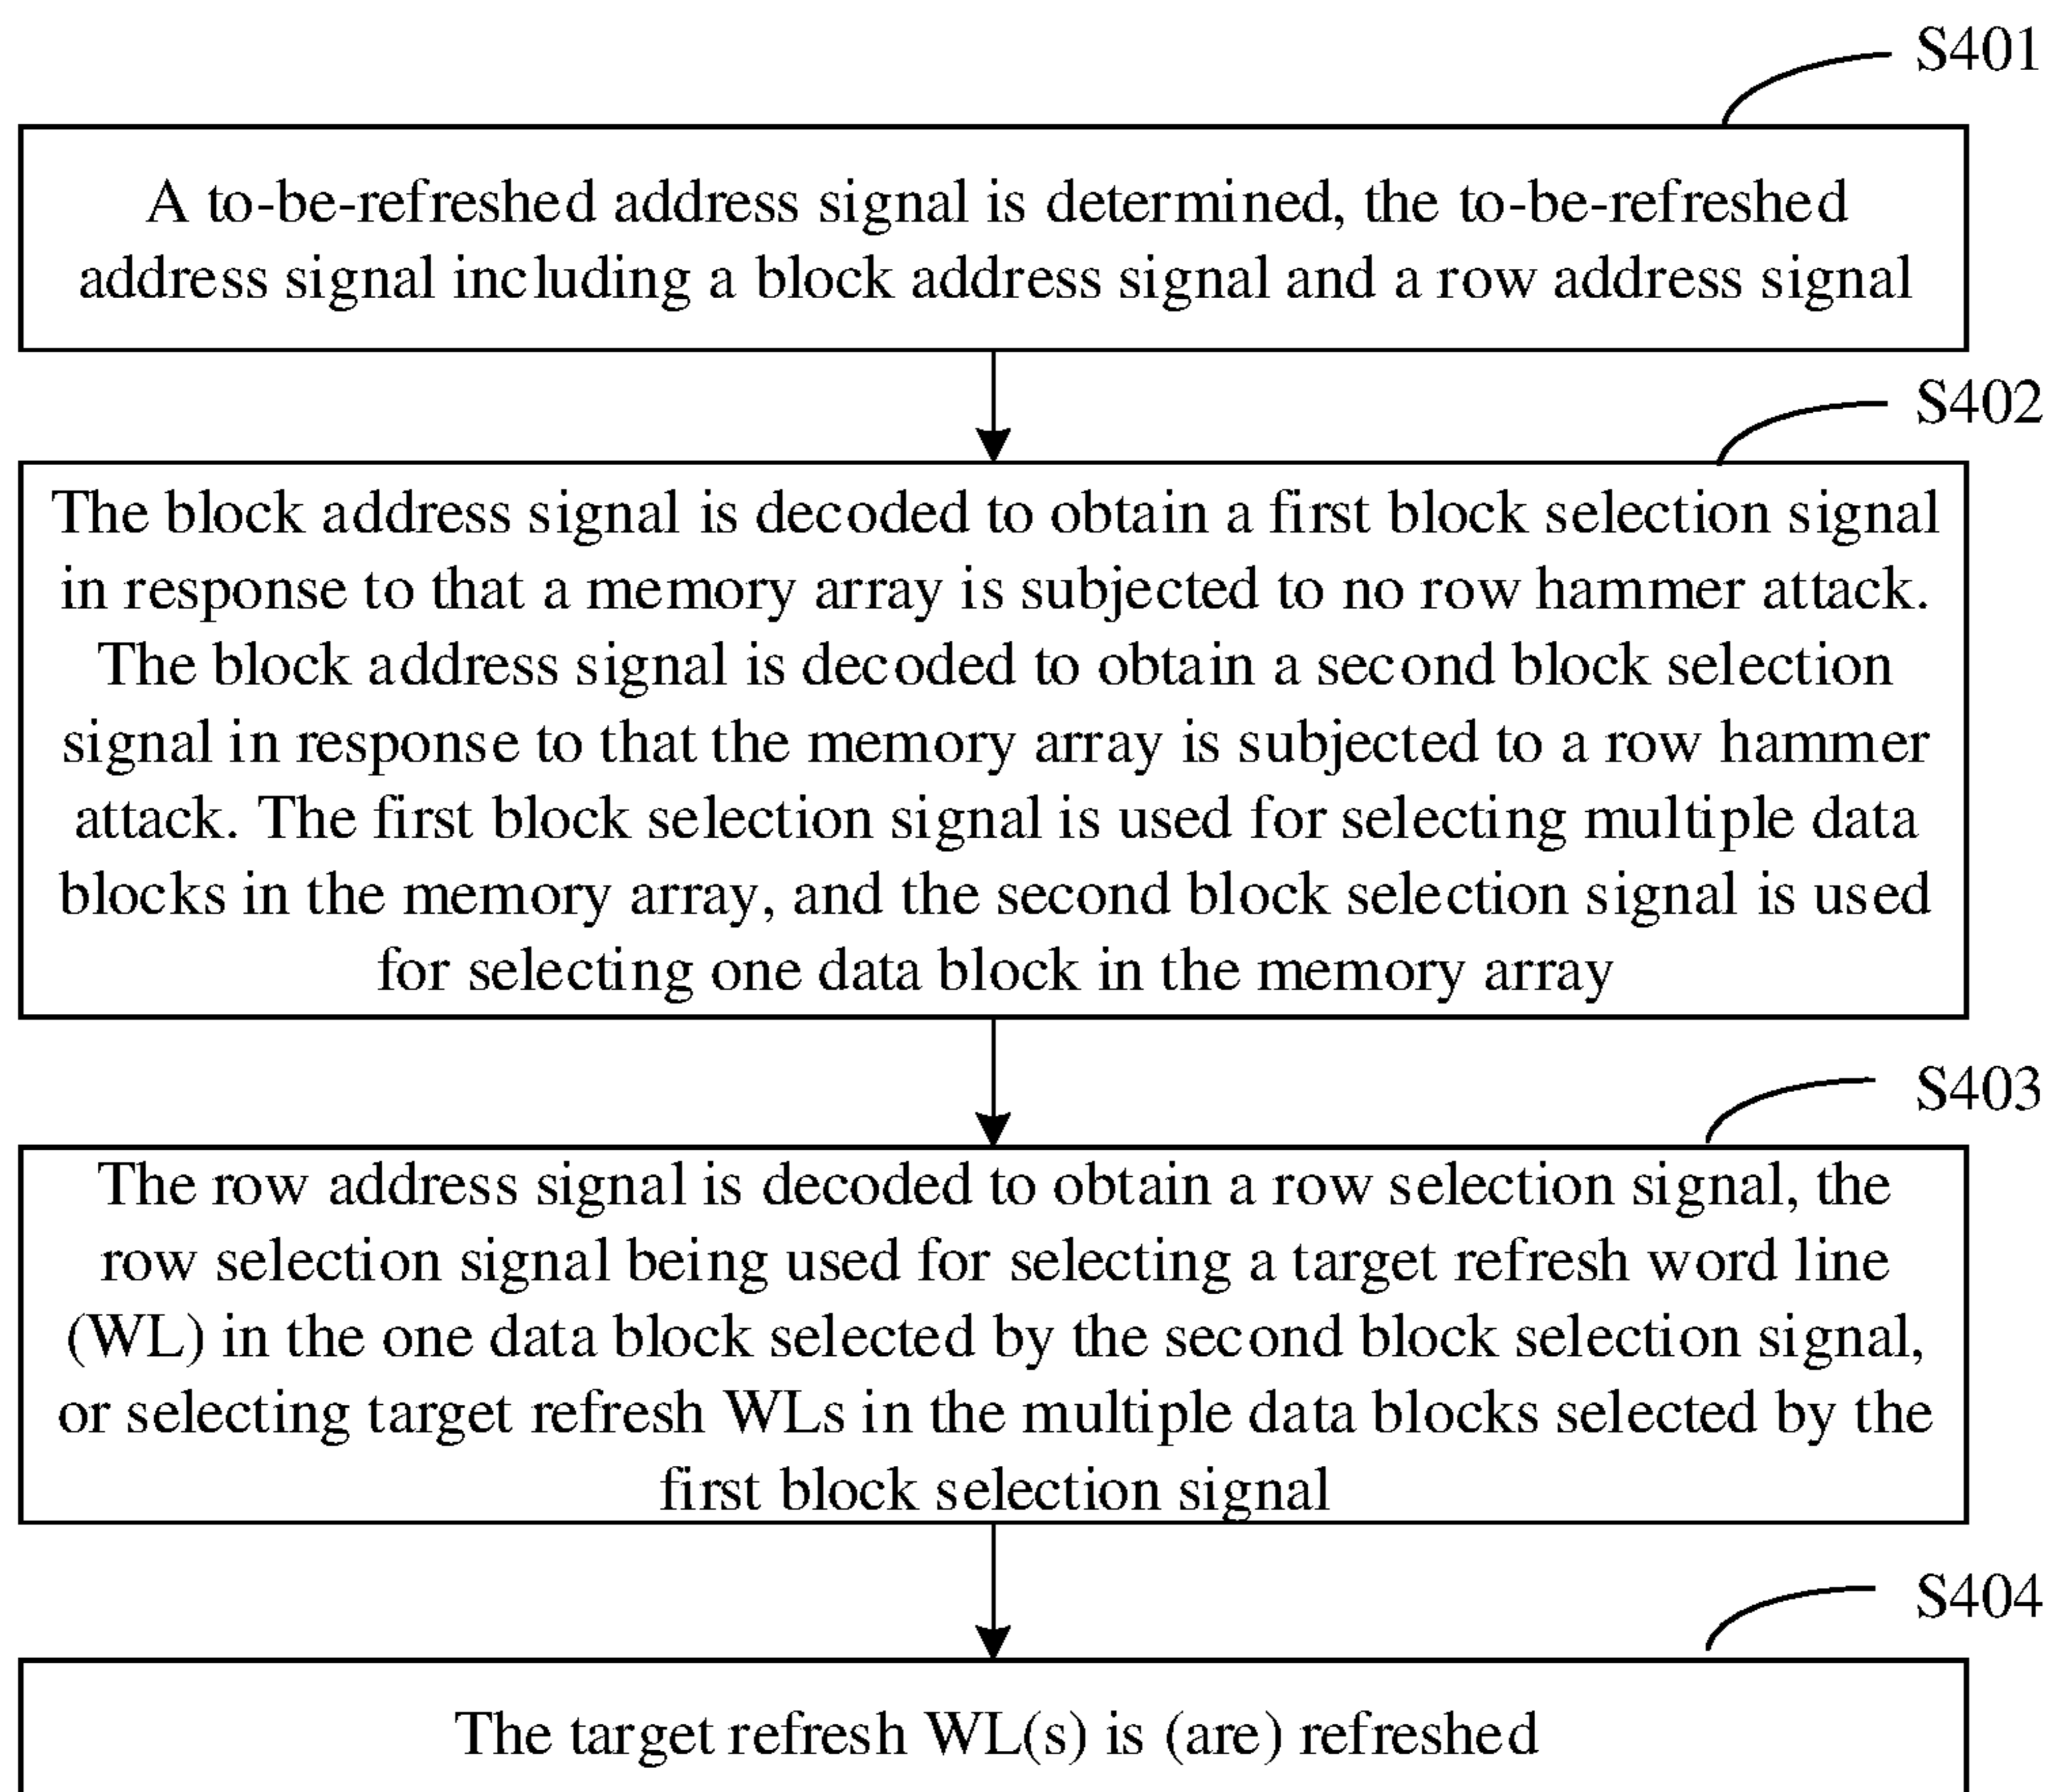 S401
A to-be-refreshed address signal is determined, the to-be-refreshed
address signal including a block address signal and a row address signal
S402
The block address signal is decoded to obtain a first block selection signal
in response to that a memory array is subjected to no row hammer attack.
The block address signal is decoded to obtain a second block selection
signal in response to that the memory array is subjected to a row hammer
attack. The first block selection signal is used for selecting multiple data
blocks in the memory array, and the second block selection signal is used
for selecting one data block in the memory array
S403
The row address signal is decoded to obtain a row selection signal, the
row selection signal being used for selecting a target refresh word line
(WL) in the one data block selected by the second block selection signal,
or selecting target refresh WLs in the multiple data blocks selected by the
first block selection signal
S404
The target refresh WL(s) is (are) refreshed